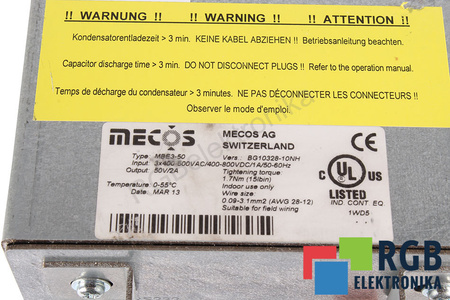 !! WARNUNG !! !! WARNING !! !! ATTENTION !!
Kondensatorentladezeit > 3 min. KEINE KABEL ABZIEHEN !! Betriebsanleitung beachten.
Capacitor discharge time > 3 min. DO NOT DISCONNECT PLUGS !! Refer to the operation manual.
Temps de décharge du condensateur > 3 minutes. NE PAS DÉCONNECTER LES CONNECTEURS !!
Observer le mode d'emploi.
mecos MECOS AG
SWITZERLAND
Type: MBE3-50 Vers.: BG10328-10NH
Input: 3x400-500VAC/400-800VDC/1A/50-60Hz
Output: 50V/2A Tightening torque
1.7Nm (15lbin)
Temperature: 0-55°C Indoor use only
Date: MAR 13 Wire size:
0.09-3.1mm2 (AWG 28-12)
Suitable for field wiring
CE
C UL US
LISTED
IND. CONT. EQ.
1WD5
RGB
ELEKTRONIKA